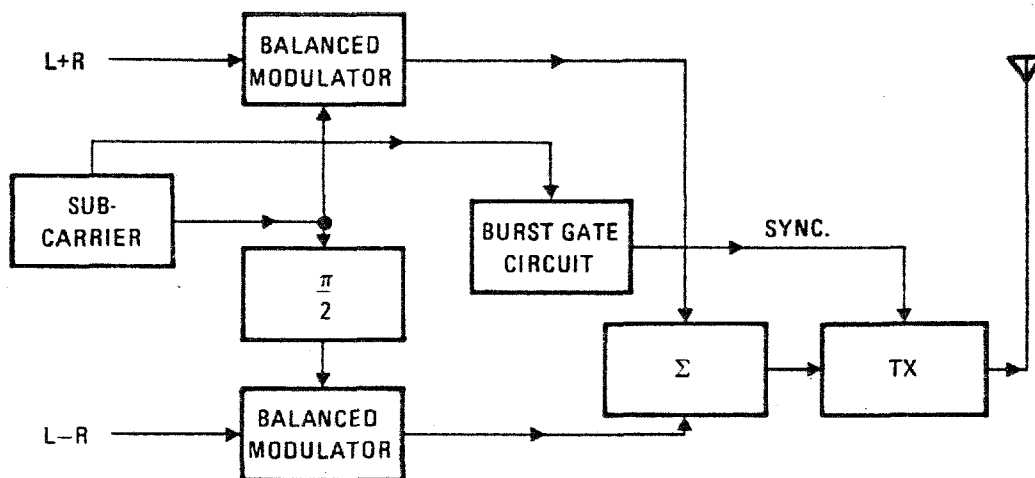 L+R
BALANCED
MODULATOR
SUB-
CARRIER
BURST GATE
CIRCUIT
SYNC.
π
2
Σ
TX
L−R
BALANCED
MODULATOR